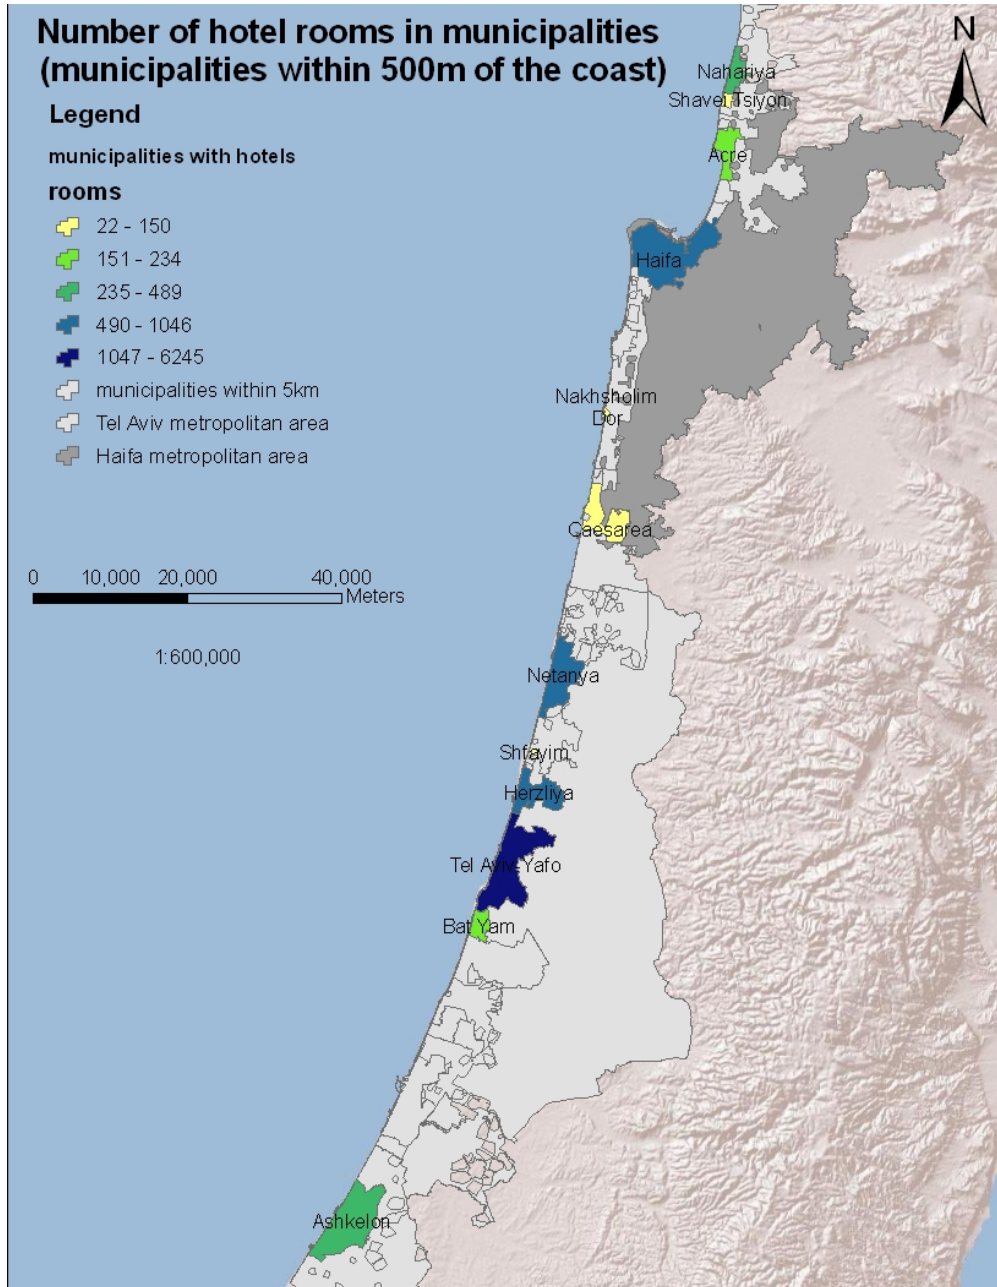 Number of hotel rooms in municipalities
(municipalities within 500m of the coast)
N
Legend
municipalities with hotels
rooms
22 - 150
151 - 234
235 - 489
490 - 1046
1047 - 6245
municipalities within 5km
Tel Aviv metropolitan area
Haifa metropolitan area
0 10,000 20,000 40,000
Meters
1:600,000
Nahariya
Shavei Tsiyon
Acre
Haifa
Nakhsholim
Dor
Caesarea
Netanya
Shfayim
Herzliya
Tel Aviv-Yafo
Bat Yam
Ashkelon